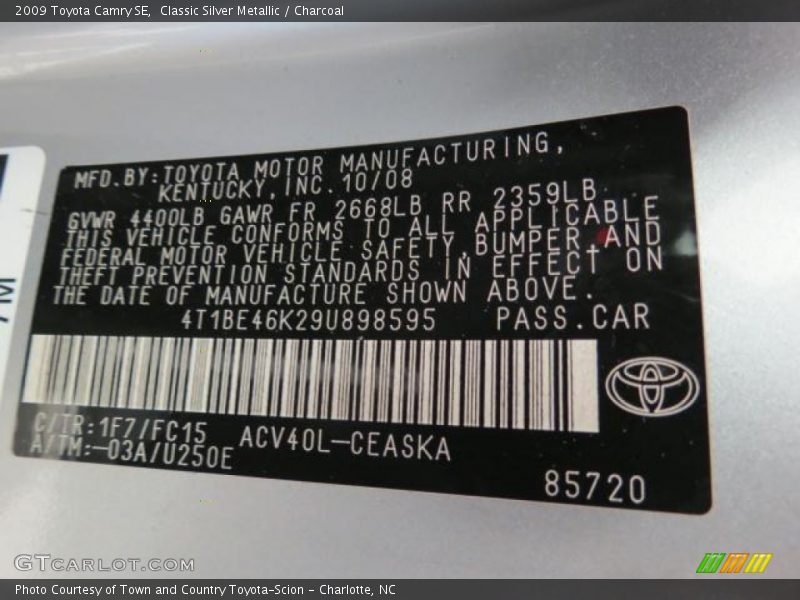 2009 Toyota Camry SE,  Classic Silver Metallic / Charcoal
MFD.BY:TOYOTA MOTOR MANUFACTURING,
KENTUCKY,INC.10/08
GVWR 4400LB GAWR FR 2668LB RR 2359LB
THIS VEHICLE CONFORMS TO ALL APPLICABLE
FEDERAL MOTOR VEHICLE SAFETY,BUMPER,AND
THEFT PREVENTION STANDARDS IN EFFECT ON
THE DATE OF MANUFACTURE SHOWN ABOVE.
4T1BE46K29U898595 PASS.CAR
C/TR:1F7/FC15 ACV40L-CEASKA
A/TM:-03A/U250E
85720
GTCARLOT.COM
Photo Courtesy of Town and Country Toyota-Scion - Charlotte, NC